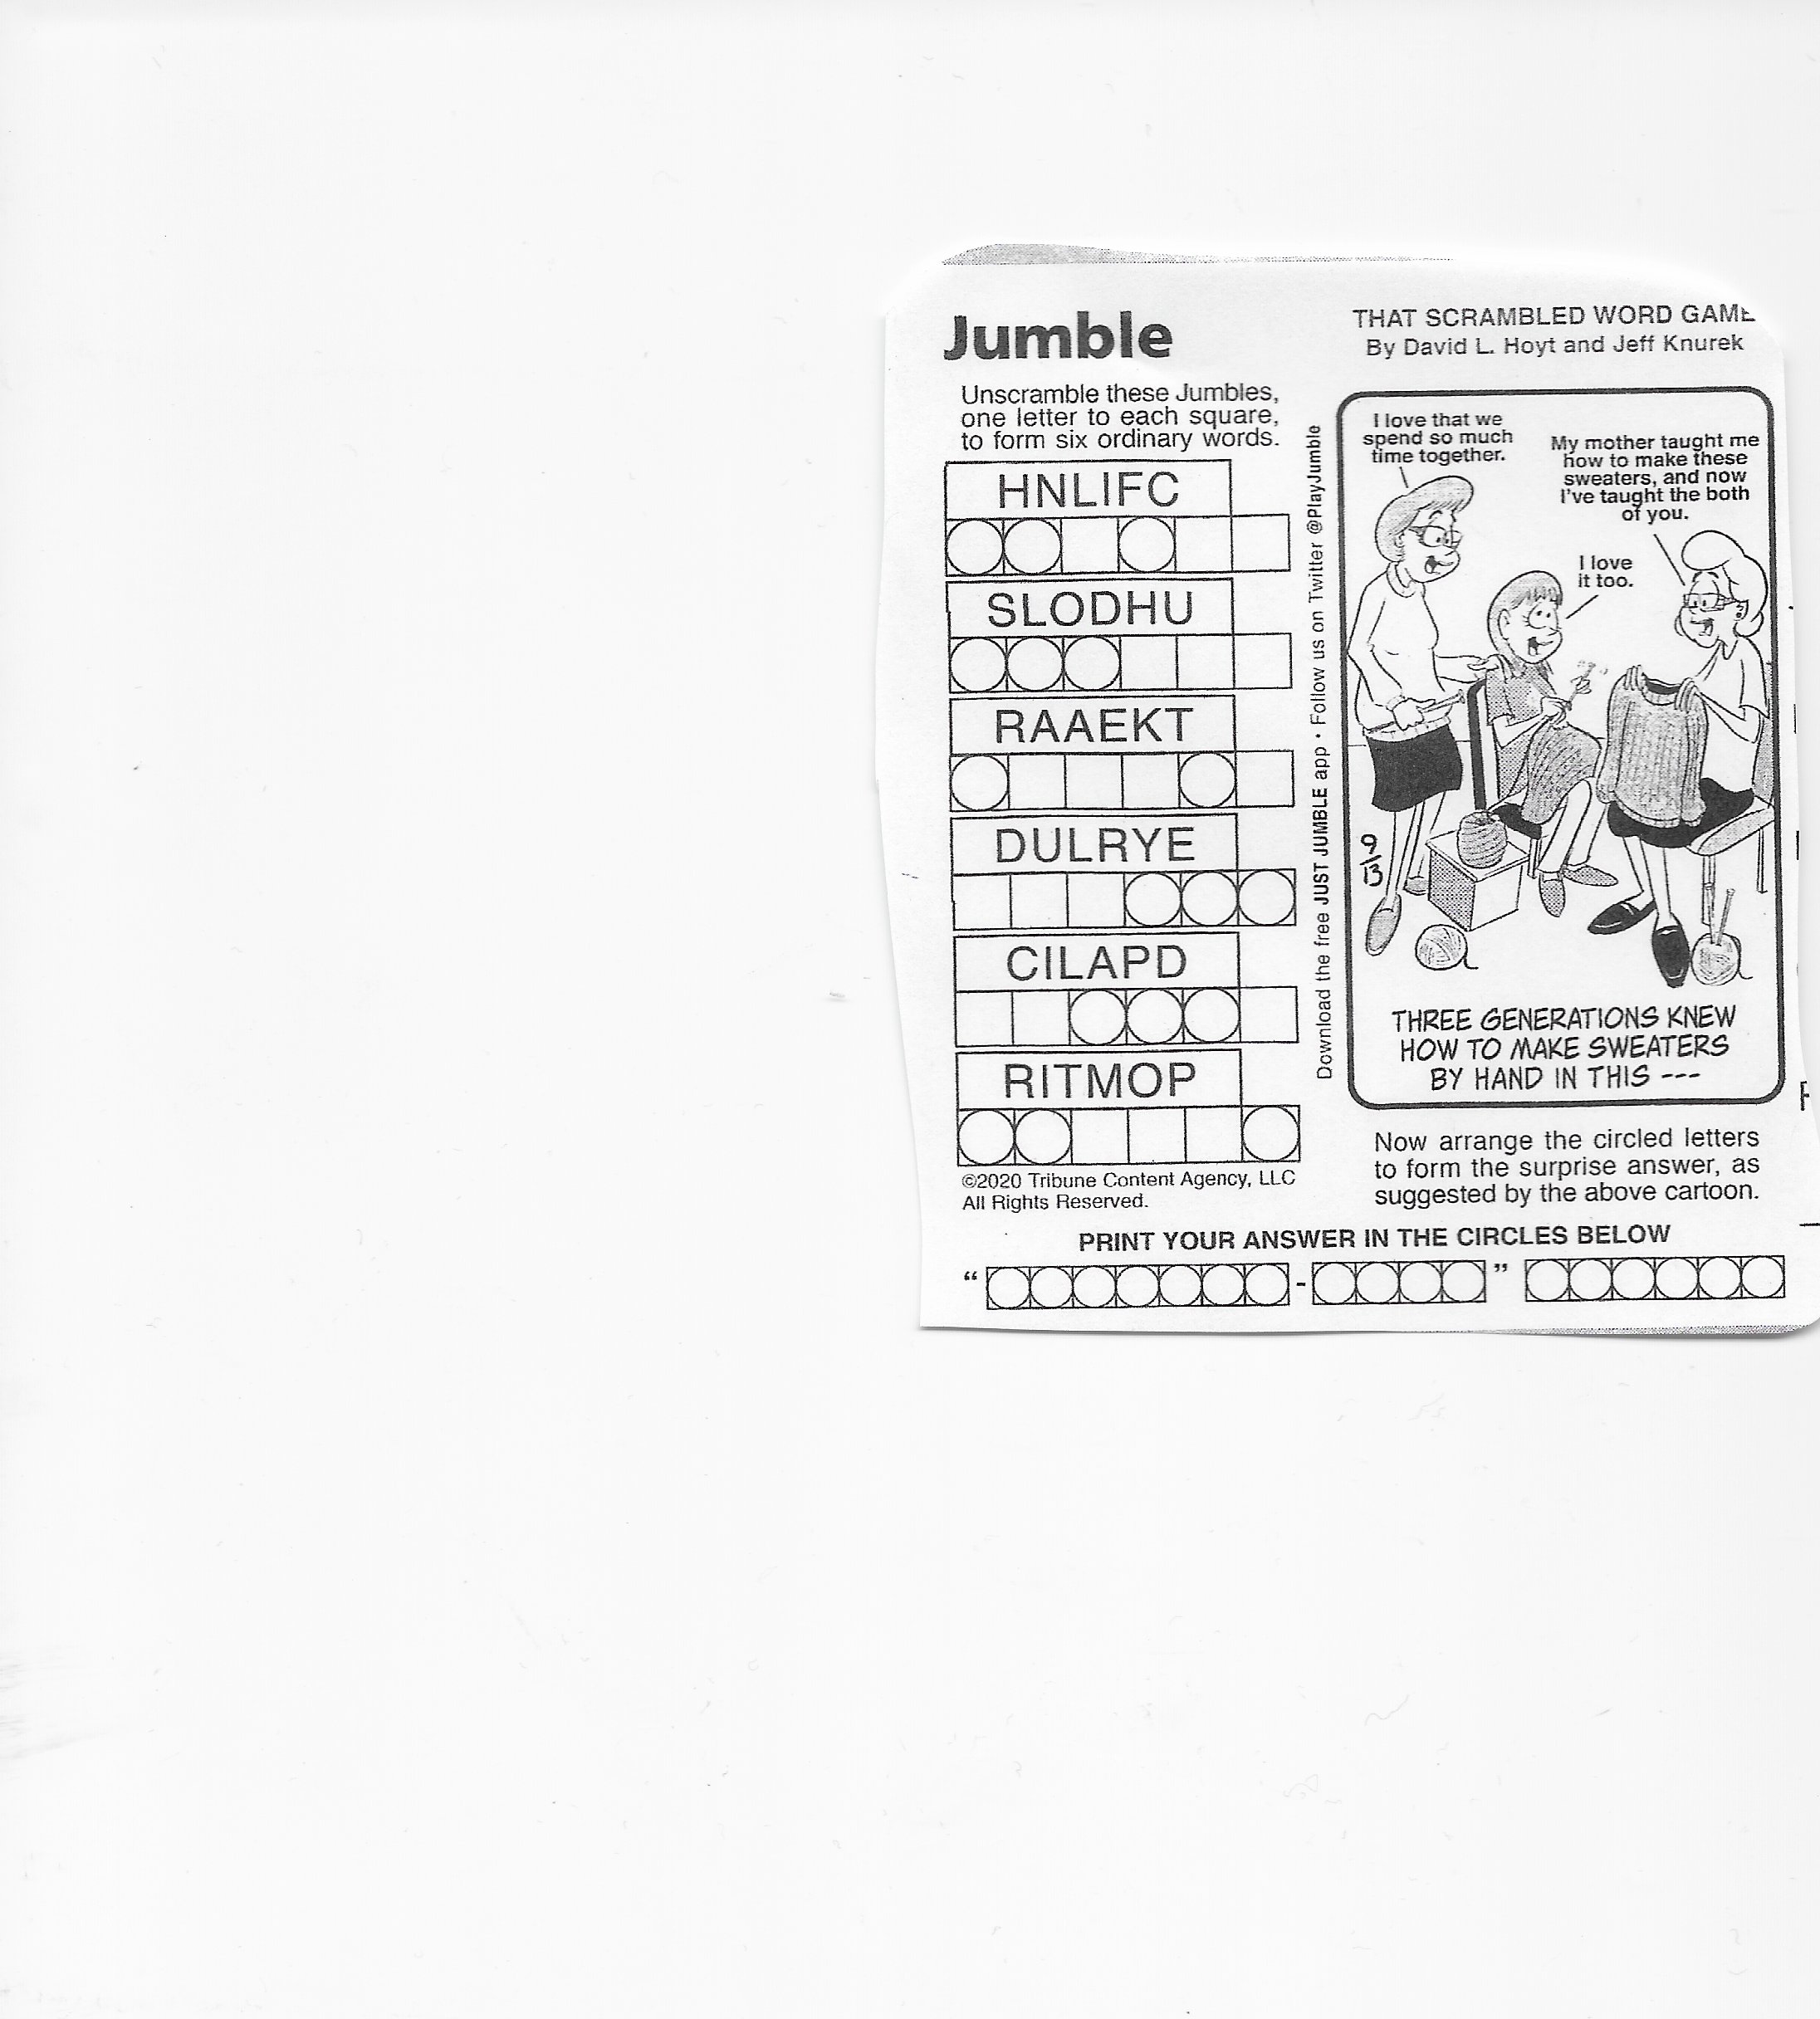 Jumble
THAT SCRAMBLED WORD GAME
By David L. Hoyt and Jeff Knurek
Unscramble these Jumbles,
one letter to each square,
to form six ordinary words.
HNLIFC
SLODHU
RAAEKT
DULRYE
CILAPD
RITMOP
©2020 Tribune Content Agency, LLC
All Rights Reserved.
Download the free JUST JUMBLE app • Follow us on Twitter @PlayJumble
I love that we
spend so much
time together.
My mother taught me
how to make these
sweaters, and now
I've taught the both
of you.
I love
it too.
9
13
THREE GENERATIONS KNEW
HOW TO MAKE SWEATERS
BY HAND IN THIS ---
Now arrange the circled letters
to form the surprise answer, as
suggested by the above cartoon.
PRINT YOUR ANSWER IN THE CIRCLES BELOW
“ - ”